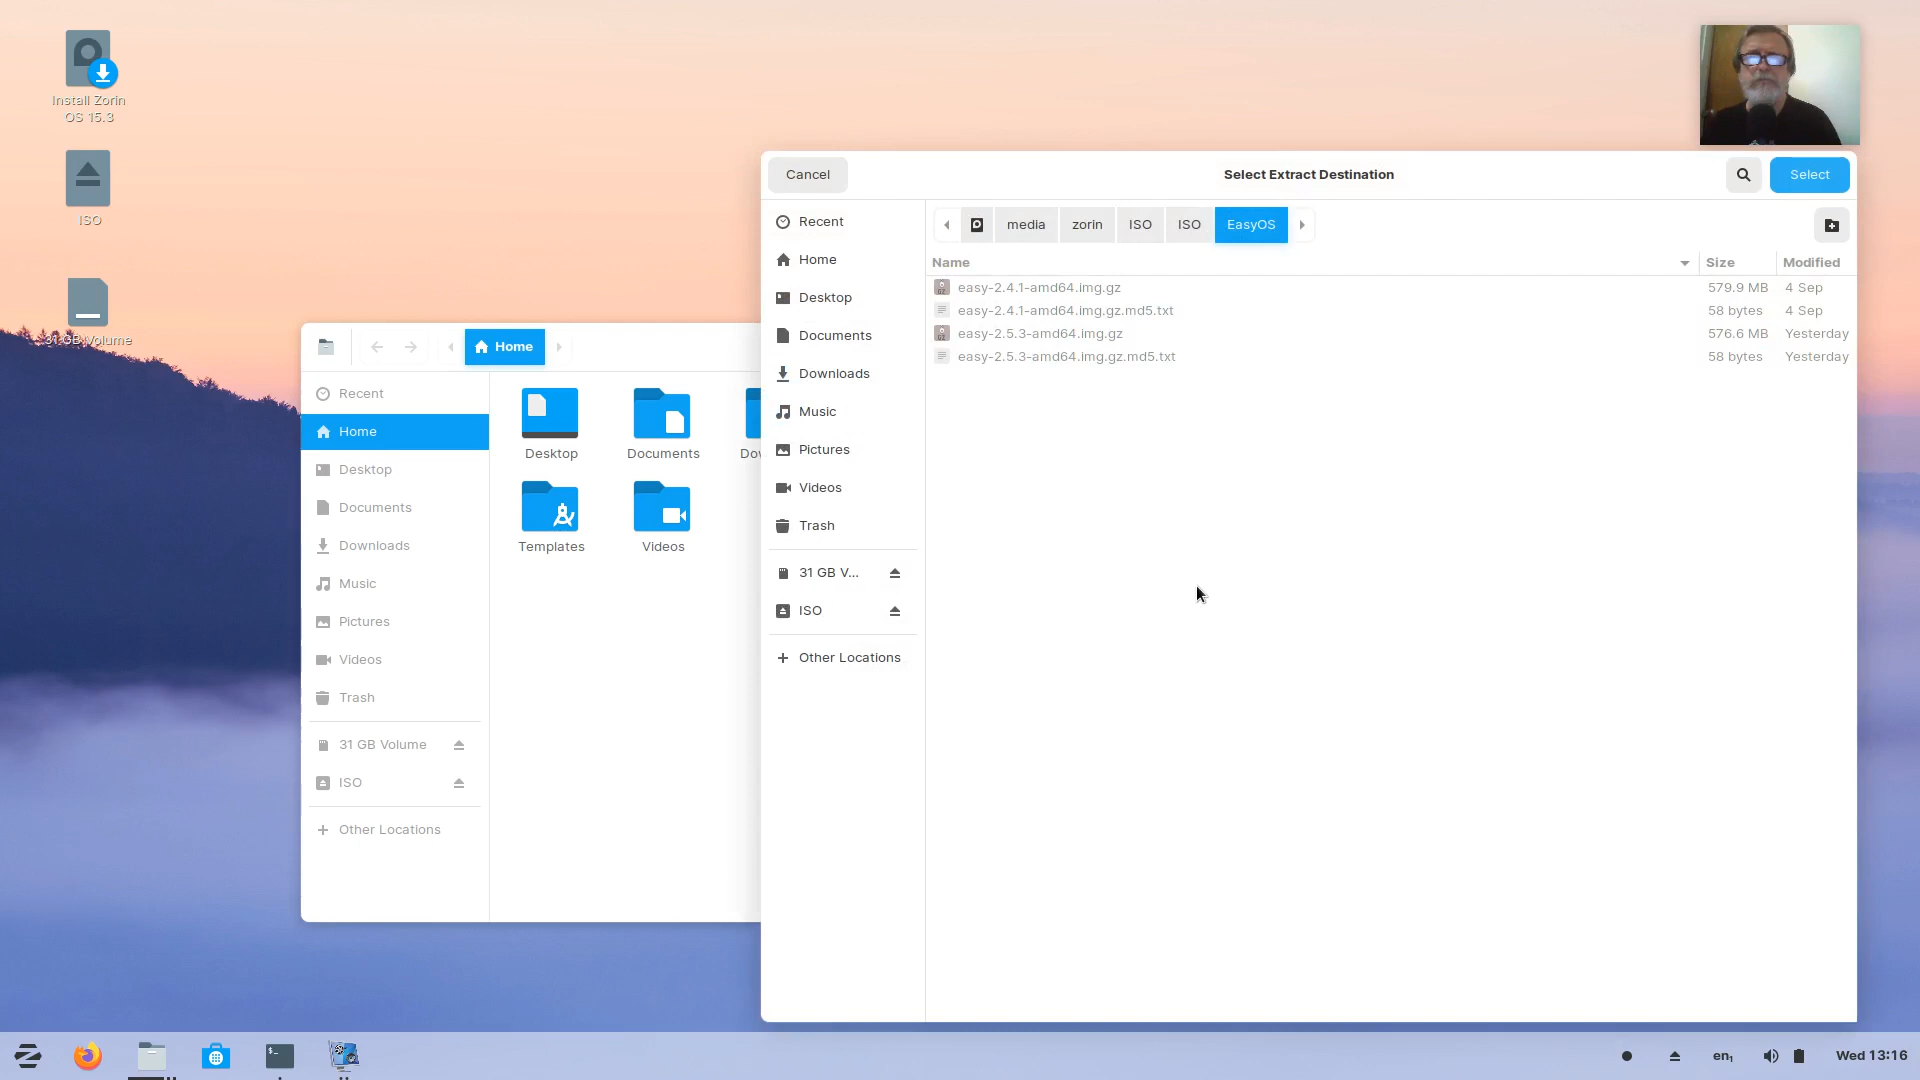 Install Zorin
OS 15.3
ISO
31 GB Volume
Home
Recent
Home
Desktop
Documents
Downloads
Music
Pictures
Videos
Trash
31 GB Volume
ISO
Other Locations
Desktop
Documents
Templates
Videos
Cancel
Select Extract Destination
Select
Recent
Home
Desktop
Documents
Downloads
Music
Pictures
Videos
Trash
31 GB V...
ISO
Other Locations
media zorin ISO ISO EasyOS
Name Size Modified
easy-2.4.1-amd64.img.gz 579.9 MB 4 Sep
easy-2.4.1-amd64.img.gz.md5.txt 58 bytes 4 Sep
easy-2.5.3-amd64.img.gz 576.6 MB Yesterday
easy-2.5.3-amd64.img.gz.md5.txt 58 bytes Yesterday
en₁ Wed 13:16